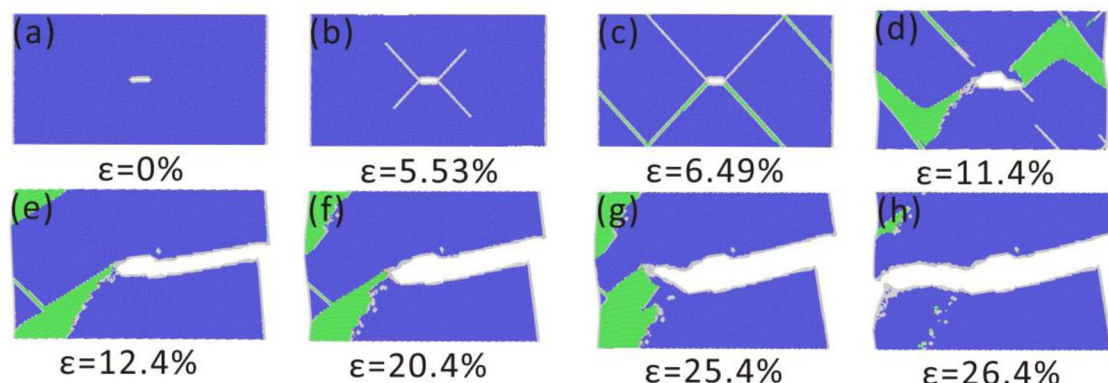 (a) (b) (c) (d)
ε=0% ε=5.53% ε=6.49% ε=11.4%
(e) (f) (g) (h)
ε=12.4% ε=20.4% ε=25.4% ε=26.4%